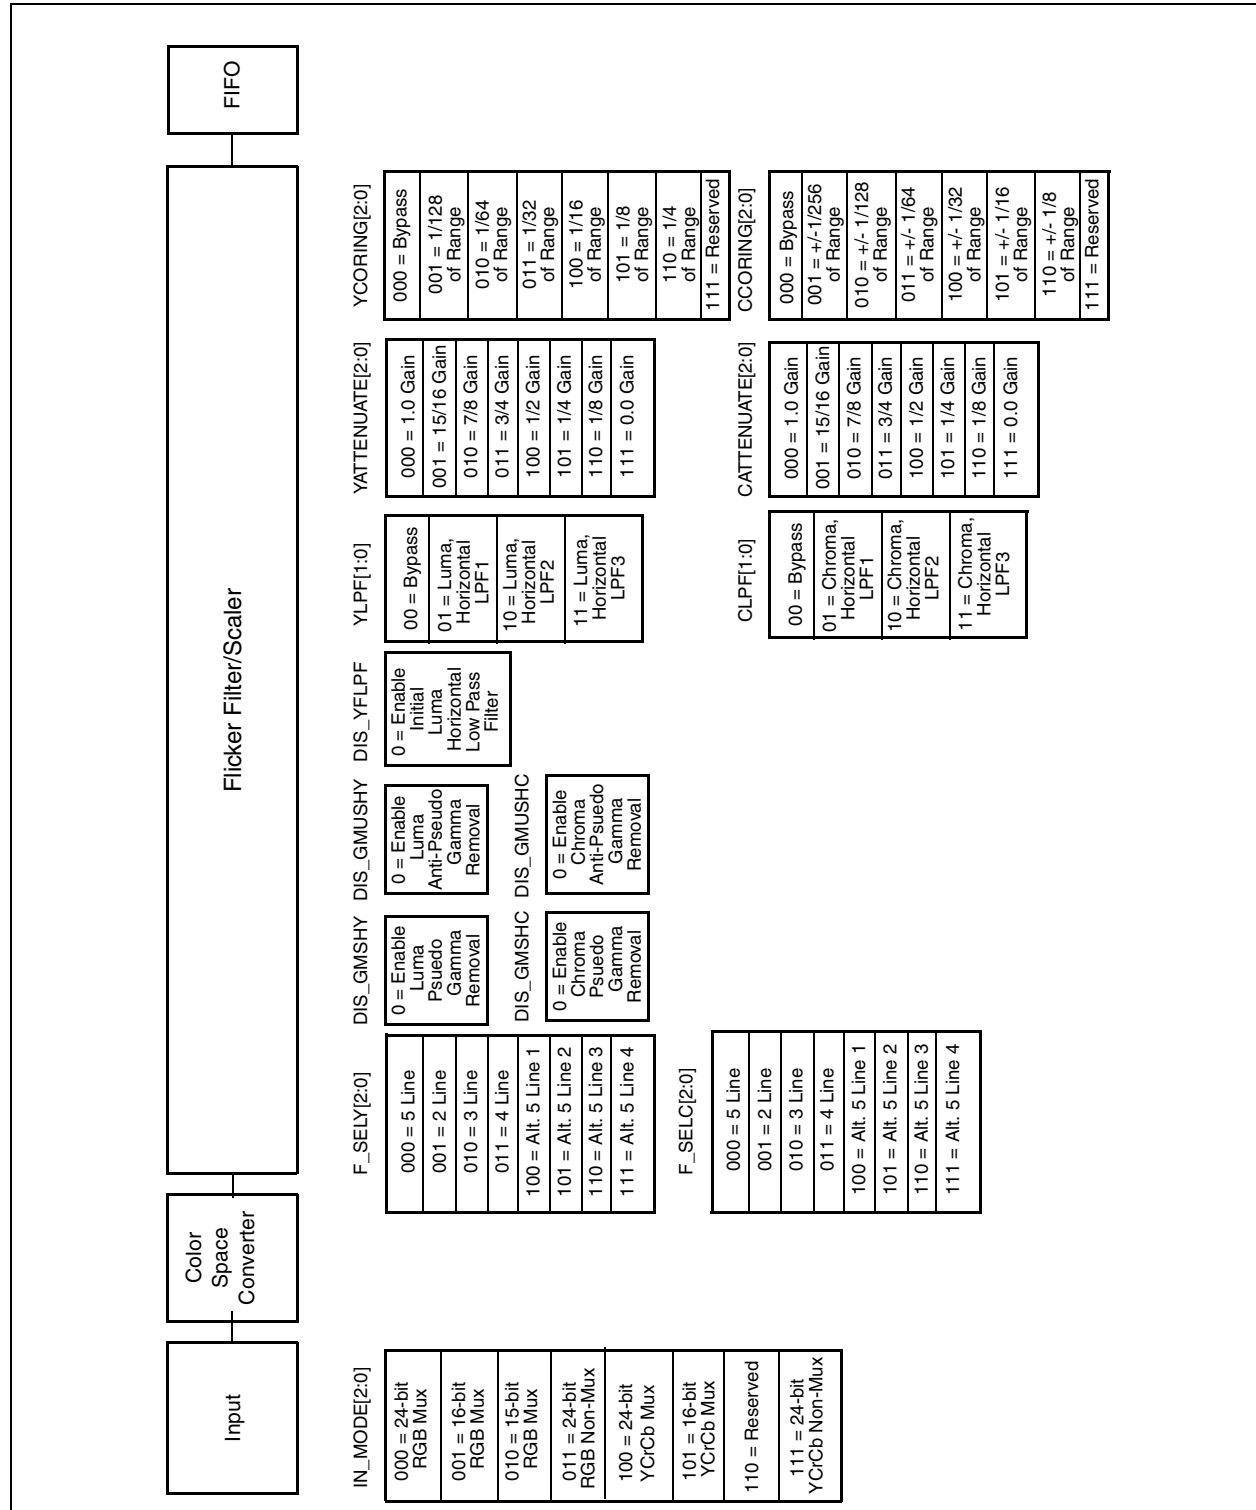 Input
Color
Space
Converter
Flicker Filter/Scaler
FIFO
IN_MODE[2:0]
000 = 24-bit
RGB Mux
001 = 16-bit
RGB Mux
010 = 15-bit
RGB Mux
011 = 24-bit
RGB Non-Mux
100 = 24-bit
YCrCb Mux
101 = 16-bit
YCrCb Mux
110 = Reserved
111 = 24-bit
YCrCb Non-Mux
F_SELY[2:0]
000 = 5 Line
001 = 2 Line
010 = 3 Line
011 = 4 Line
100 = Alt. 5 Line 1
101 = Alt. 5 Line 2
110 = Alt. 5 Line 3
111 = Alt. 5 Line 4
F_SELC[2:0]
000 = 5 Line
001 = 2 Line
010 = 3 Line
011 = 4 Line
100 = Alt. 5 Line 1
101 = Alt. 5 Line 2
110 = Alt. 5 Line 3
111 = Alt. 5 Line 4
DIS_GMSHY
0 = Enable
Luma
Psuedo
Gamma
Removal
DIS_GMSHC
0 = Enable
Chroma
Psuedo
Gamma
Removal
DIS_GMUSHY
0 = Enable
Luma
Anti-Pseudo
Gamma
Removal
DIS_GMUSHC
0 = Enable
Chroma
Anti-Psuedo
Gamma
Removal
DIS_YFLPF
0 = Enable
Initial
Luma
Horizontal
Low Pass
Filter
YLPF[1:0]
00 = Bypass
01 = Luma,
Horizontal
LPF1
10 = Luma,
Horizontal
LPF2
11 = Luma,
Horizontal
LPF3
CLPF[1:0]
00 = Bypass
01 = Chroma,
Horizontal
LPF1
10 = Chroma,
Horizontal
LPF2
11 = Chroma,
Horizontal
LPF3
YATTENUATE[2:0]
000 = 1.0 Gain
001 = 15/16 Gain
010 = 7/8 Gain
011 = 3/4 Gain
100 = 1/2 Gain
101 = 1/4 Gain
110 = 1/8 Gain
111 = 0.0 Gain
CATTENUATE[2:0]
000 = 1.0 Gain
001 = 15/16 Gain
010 = 7/8 Gain
011 = 3/4 Gain
100 = 1/2 Gain
101 = 1/4 Gain
110 = 1/8 Gain
111 = 0.0 Gain
YCORING[2:0]
000 = Bypass
001 = 1/128
of Range
010 = 1/64
of Range
011 = 1/32
of Range
100 = 1/16
of Range
101 = 1/8
of Range
110 = 1/4
of Range
111 = Reserved
CCORING[2:0]
000 = Bypass
001 = +/-1/256
of Range
010 = +/- 1/128
of Range
011 = +/- 1/64
of Range
100 = +/- 1/32
of Range
101 = +/- 1/16
of Range
110 = +/- 1/8
of Range
111 = Reserved